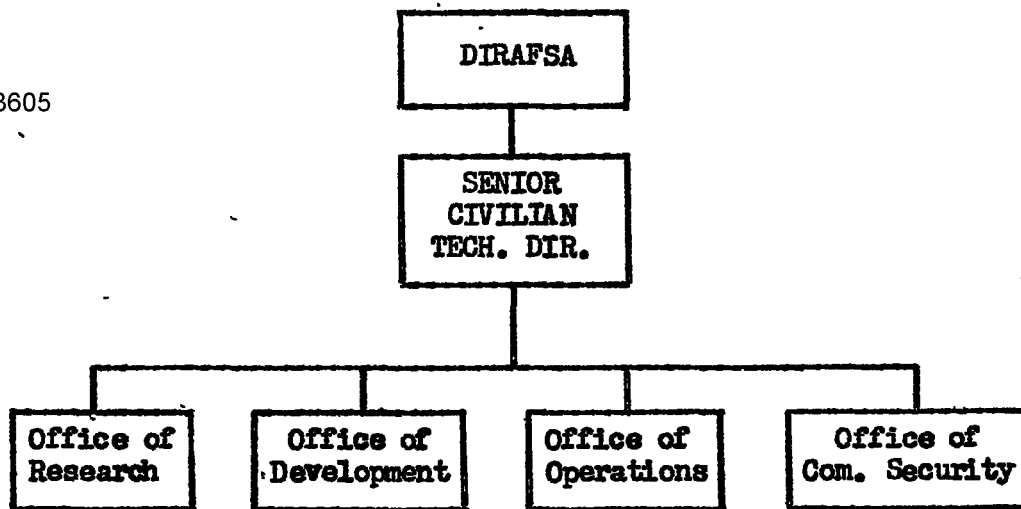 DIRAFSA
3605
SENIOR
CIVILIAN
TECH. DIR.
Office of
Research
Office of
Development
Office of
Operations
Office of
Com. Security